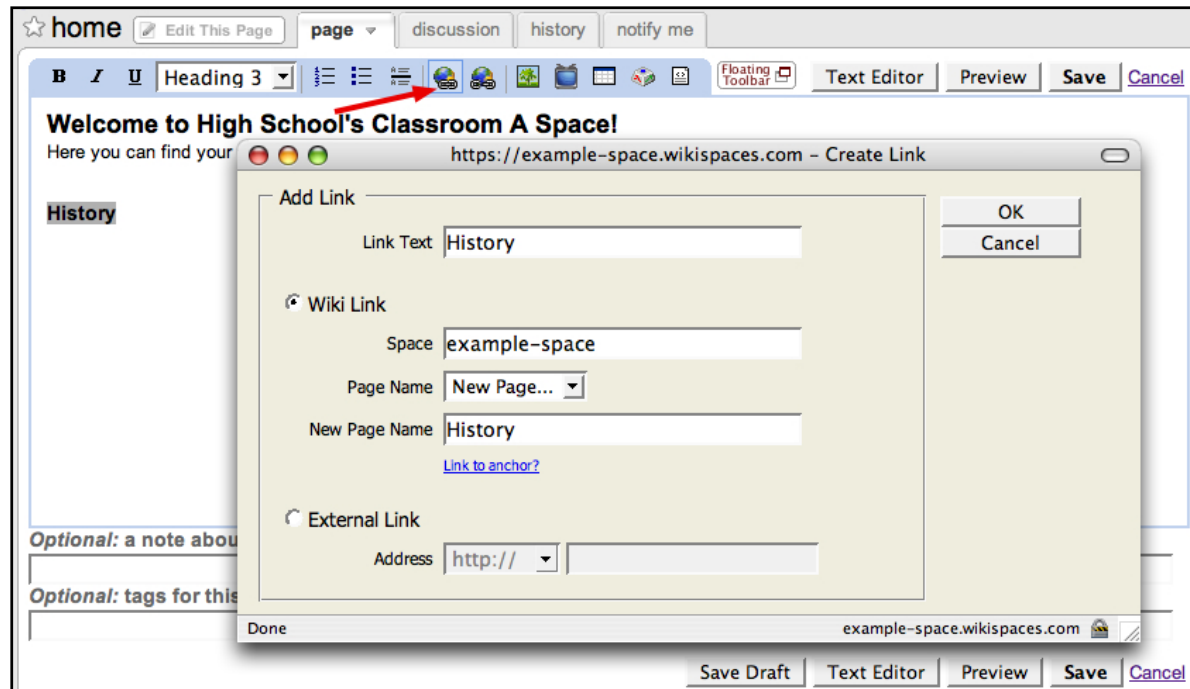 home Edit This Page page discussion history notify me
B I U Heading 3 Floating Toolbar Text Editor Preview Save Cancel
Welcome to High School's Classroom A Space!
Here you can find your
https://example-space.wikispaces.com – Create Link
History
Add Link
OK
Link Text History
Cancel
Wiki Link
Space example-space
Page Name New Page...
New Page Name History
Link to anchor?
External Link
Optional: a note abou
Address http://
Optional: tags for this
Done example-space.wikispaces.com
Save Draft Text Editor Preview Save Cancel